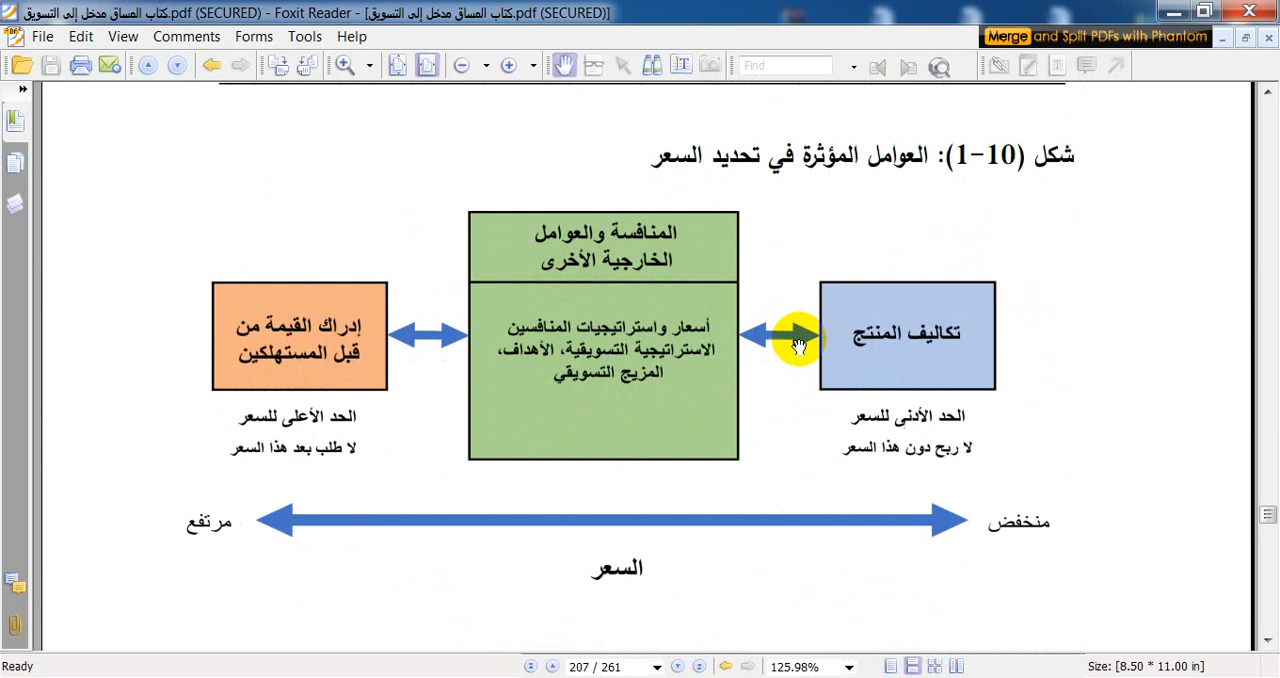 كتاب المساق مدخل إلى التسويق.pdf (SECURED) - Foxit Reader - [كتاب المساق مدخل إلى التسويق.pdf (SECURED)]
File Edit View Comments Forms Tools Help
Merge and Split PDFs with Phantom
Find
شكل (10-1): العوامل المؤثرة في تحديد السعر
المنافسة والعوامل
الخارجية الأخرى
تكاليف المنتج
أسعار واستراتيجيات المنافسين
الاستراتيجية التسويقية، الأهداف،
المزيج التسويقي
إدراك القيمة من
قبل المستهلكين
الحد الأدنى للسعر
لا ربح دون هذا السعر
الحد الأعلى للسعر
لا طلب بعد هذا السعر
منخفض
مرتفع
السعر
Ready
207 / 261
125.98%
Size: [8.50 * 11.00 in]